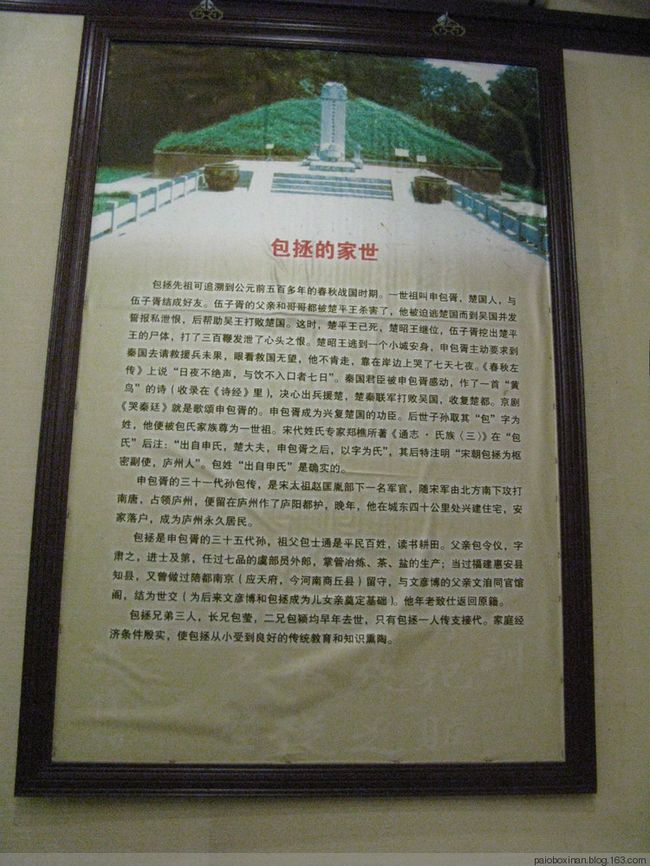 包拯的家世
包拯先祖可追溯到公元前五百多年的春秋战国时期。一世祖叫申包胥，楚国人，与
伍子胥结成好友。伍子胥的父亲和哥哥都被楚平王杀害了，他被迫逃楚国而到吴国并发
誓报私泄恨，后帮助吴王打败楚国。这时，楚平王已死，楚昭王继位，伍子胥挖出楚平
王的尸体，打了三百鞭发泄了心头之恨。楚昭王逃到一个小城安身，申包胥主动要求到
秦国去请救援兵未果，眼看救国无望，他不肯走，靠在岸边上哭了七天七夜。《春秋左
传》上说“日夜不绝声，与饮不入口者七日”。秦国君臣被申包胥感动，作了一首“黄
鸟”的诗（收录在《诗经》里），决心出兵援楚，楚秦联军打败吴国，收复楚都。京剧
《哭秦廷》就是歌颂申包胥的。申包胥成为兴复楚国的功臣。后世子孙取其“包”字为
姓，他便被包氏家族尊为一世祖。宋代姓氏专家郑樵所著《通志·氏族〈三〉》在“包
氏”后注：“出自申氏，楚大夫，申包胥之后，以字为氏”，其后特注明“宋朝包拯为枢
密副使，庐州人”。包姓“出自申氏”是确实的。
申包胥的三十一代孙包传，是宋太祖赵匡胤部下一名军官，随宋军由北方南下攻打
南唐，占领庐州，便留在庐州作了庐阳都护，晚年，他在城东四十公里处兴建住宅，安
家落户，成为庐州永久居民。
包拯是申包胥的三十五代孙，祖父包士通是平民百姓，读书耕田。父亲包令仪，字
肃之，进士及第，任过七品的虞部员外郎，掌管冶炼、茶、盐的生产；当过福建惠安县
知县，又曾做过陪都南京（应天府，今河南商丘县）留守，与文彦博的父亲文洎同官馆
阁，结为世交（为后来文彦博和包拯成为儿女亲奠定基础）。他年老致仕返回原籍。
包拯兄弟三人，长兄包莹，二兄包颖均早年去世，只有包拯一人传支接代。家庭经
济条件殷实，使包拯从小受到良好的传统教育和知识熏陶。
paioboxinan.blog.163.com